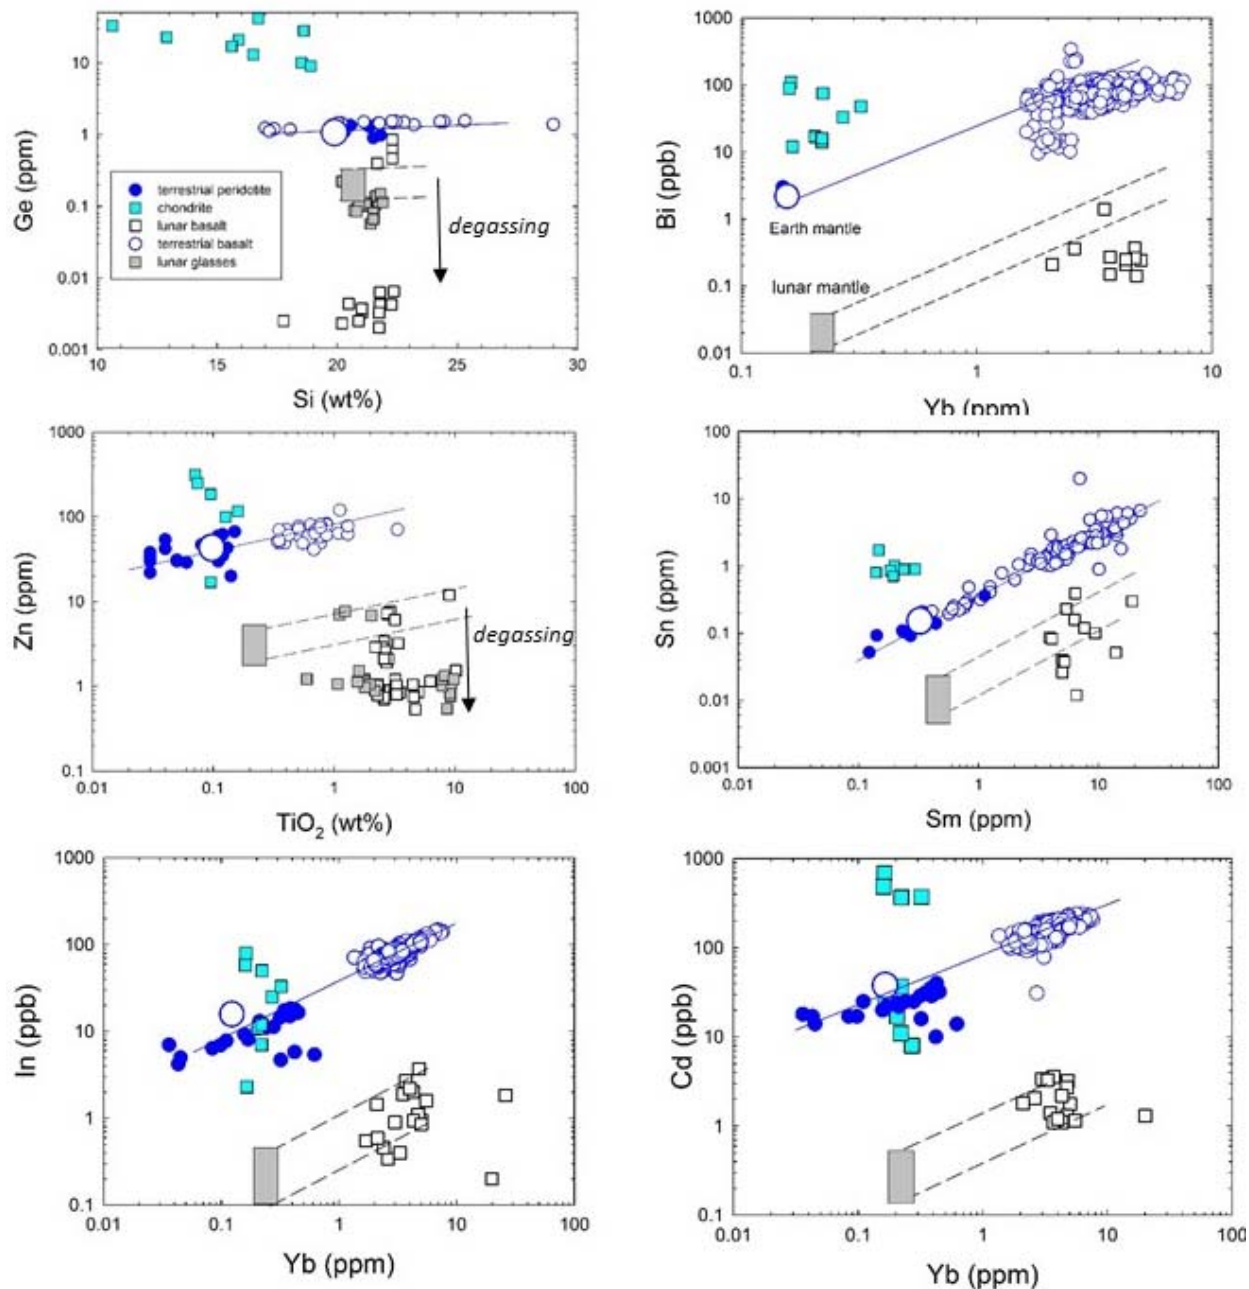 Ge (ppm)
10
1
0.1
0.01
0.001
terrestrial peridotite
chondrite
lunar basalt
terrestrial basalt
lunar glasses
degassing
10 15 20 25 30
Si (wt%)
Bi (ppb)
1000
100
10
1
0.1
0.01
Earth mantle
lunar mantle
0.1 1 10
Yb (ppm)
Zn (ppm)
1000
100
10
1
0.1
degassing
0.01 0.1 1 10 100
TiO2 (wt%)
Sn (ppm)
100
10
1
0.1
0.01
0.001
0.01 0.1 1 10 100
Sm (ppm)
In (ppb)
1000
100
10
1
0.1
0.01 0.1 1 10 100
Yb (ppm)
Cd (ppb)
1000
100
10
1
0.1
0.01 0.1 1 10 100
Yb (ppm)